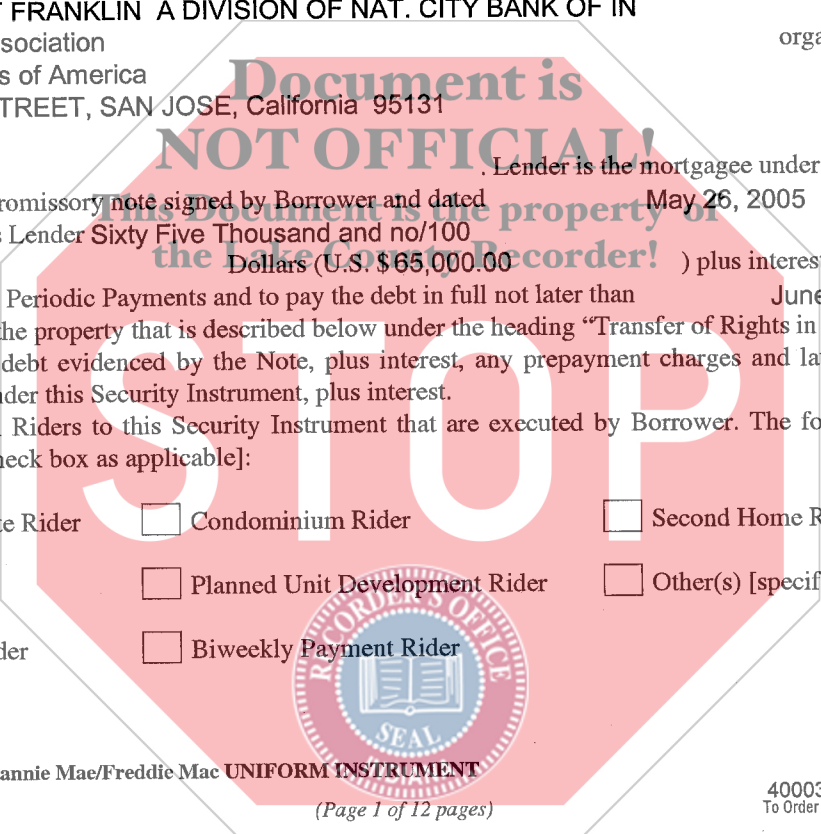 T FRANKLIN A DIVISION OF NAT. CITY BANK OF IN
sociation orga
s of America
TREET, SAN JOSE, California 95131
Document is
NOT OFFICIAL!
. Lender is the mortgagee under
romissory note signed by Borrower and dated May 26, 2005
This Document is the property of
s Lender Sixty Five Thousand and no/100
the Lake County Recorder!
Dollars (U.S. $65,000.00 ) plus interes
Periodic Payments and to pay the debt in full not later than June
the property that is described below under the heading “Transfer of Rights in
debt evidenced by the Note, plus interest, any prepayment charges and la
der this Security Instrument, plus interest.
Riders to this Security Instrument that are executed by Borrower. The fo
heck box as applicable]:
STOP
te Rider Condominium Rider Second Home R
Planned Unit Development Rider Other(s) [specif
der Biweekly Payment Rider
RECORDER'S OFFICE
SEAL
annie Mae/Freddie Mac UNIFORM INSTRUMENT
(Page 1 of 12 pages)
40003
To Order